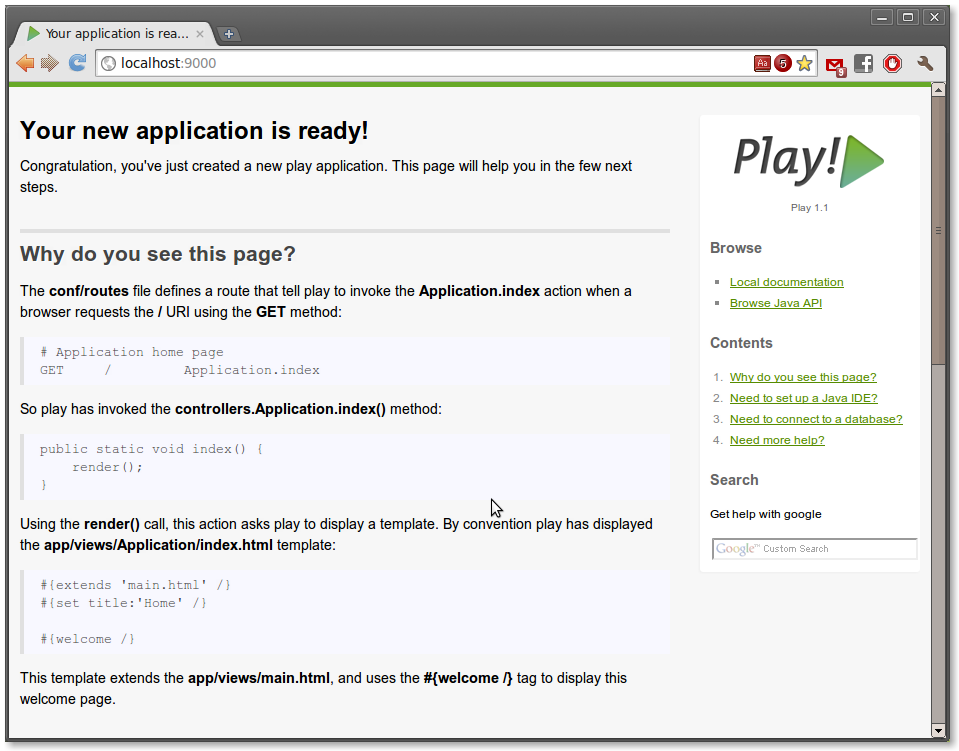 Your application is rea...
localhost:9000
Aa
5
9
Your new application is ready!
Congratulation, you've just created a new play application. This page will help you in the few next
steps.
Why do you see this page?
The conf/routes file defines a route that tell play to invoke the Application.index action when a
browser requests the / URI using the GET method:
# Application home page
GET     /         Application.index
So play has invoked the controllers.Application.index() method:
public static void index() {
    render();
}
Using the render() call, this action asks play to display a template. By convention play has displayed
the app/views/Application/index.html template:
#{extends 'main.html' /}
#{set title:'Home' /}
#{welcome /}
This template extends the app/views/main.html, and uses the #{welcome /} tag to display this
welcome page.
Play!
Play 1.1
Browse
Local documentation
Browse Java API
Contents
1. Why do you see this page?
2. Need to set up a Java IDE?
3. Need to connect to a database?
4. Need more help?
Search
Get help with google
Google™ Custom Search